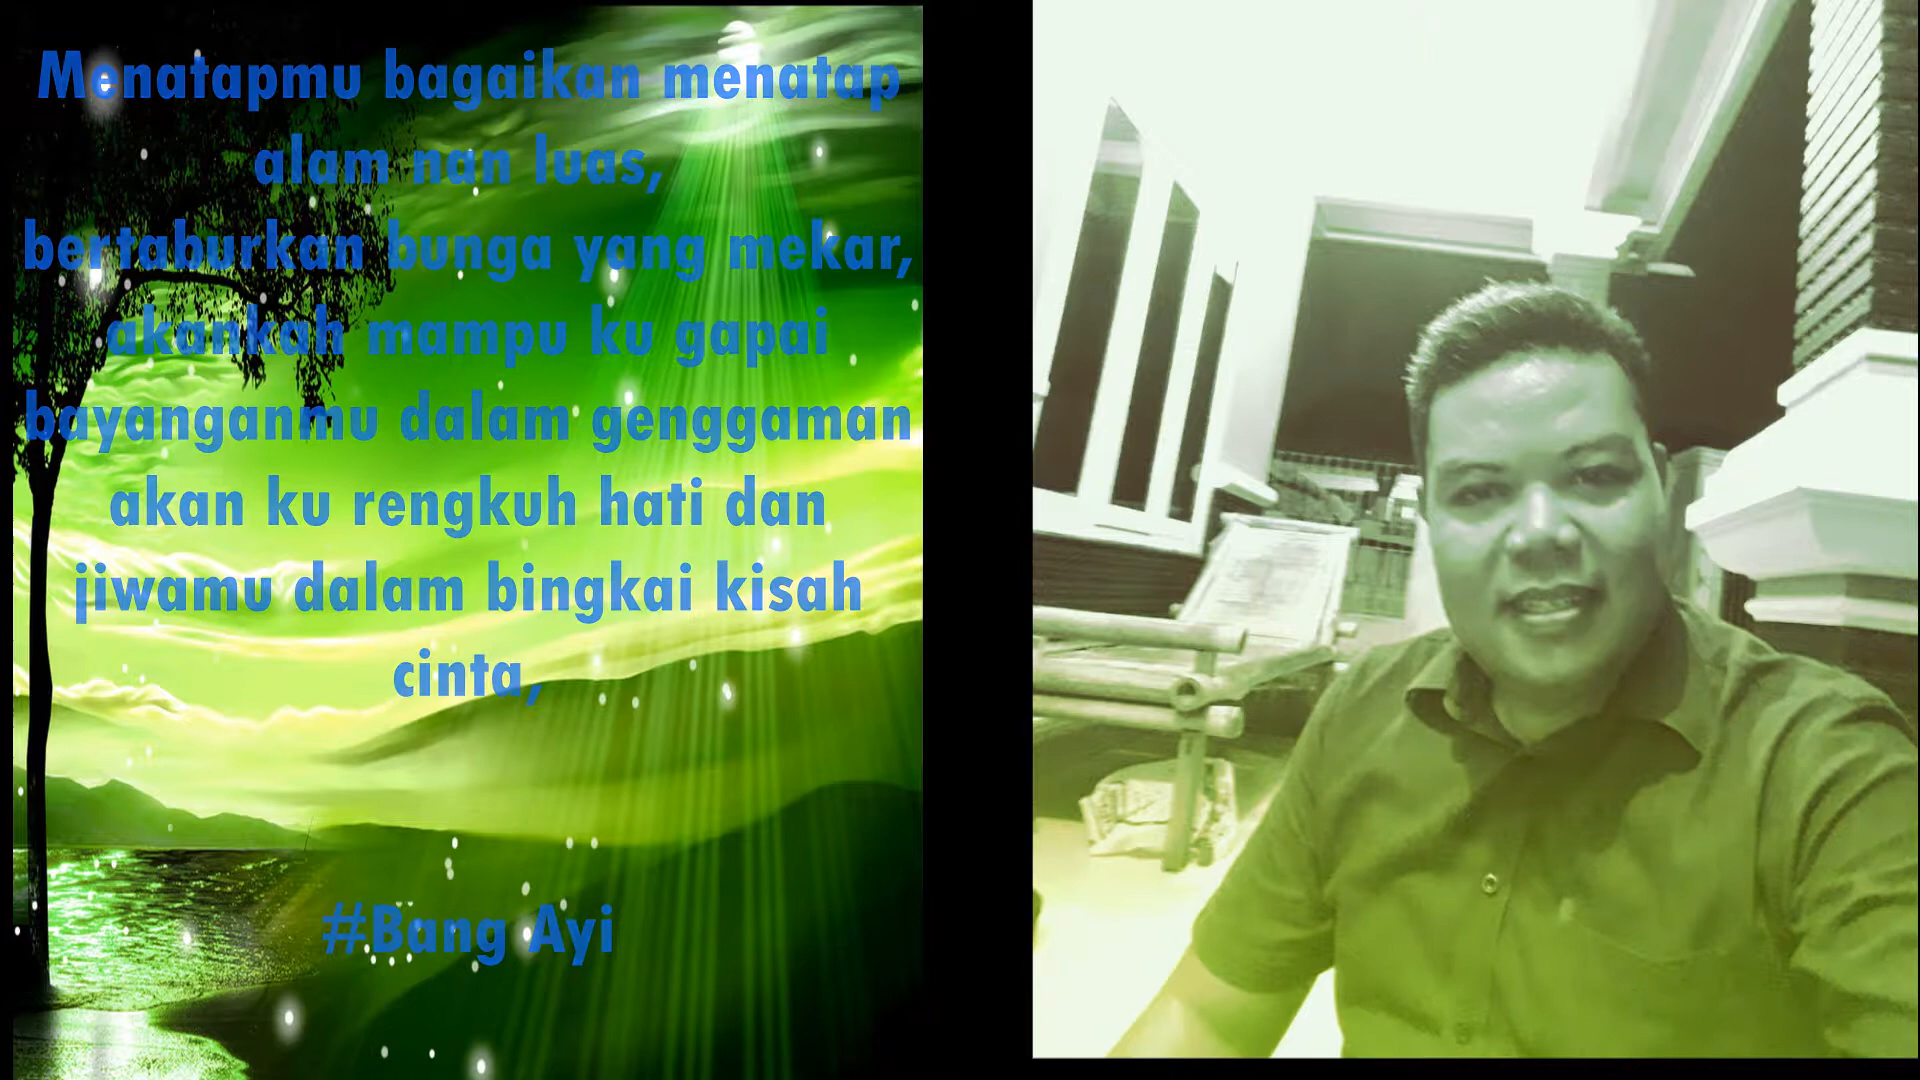 Menatapmu bagaikan menatap
alam nan luas,
bertaburkan bunga yang mekar,
akankah mampu ku gapai
bayanganmu dalam genggaman
akan ku rengkuh hati dan
jiwamu dalam bingkai kisah
cinta,
#Bang Ayi